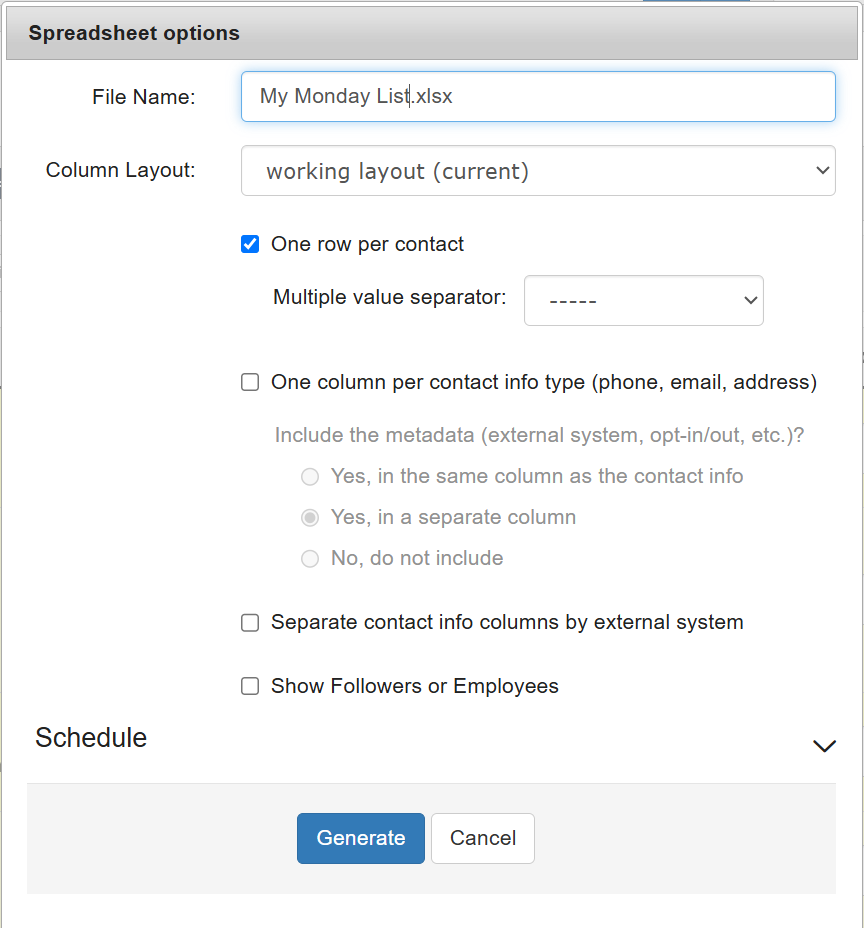 Spreadsheet options
File Name: My Monday List.xlsx
Column Layout: working layout (current)
One row per contact
Multiple value separator: -----
One column per contact info type (phone, email, address)
Include the metadata (external system, opt-in/out, etc.)?
Yes, in the same column as the contact info
Yes, in a separate column
No, do not include
Separate contact info columns by external system
Show Followers or Employees
Schedule
Generate Cancel